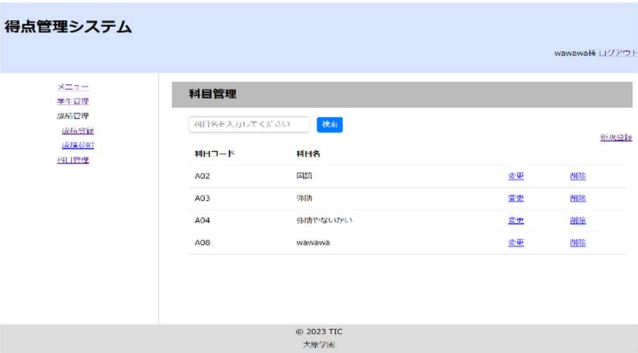 得点管理システム
wawawa様 ログアウト
メニュー
学生管理
成績管理
成績登録
成績参照
科目管理
科目管理
科目名を入力してください 検索
新規登録
科目コード 科目名
A02 国語 変更 削除
A03 弥助 変更 削除
A04 弥助やないかい 変更 削除
A08 wawawa 変更 削除
© 2023 TIC
大原学園